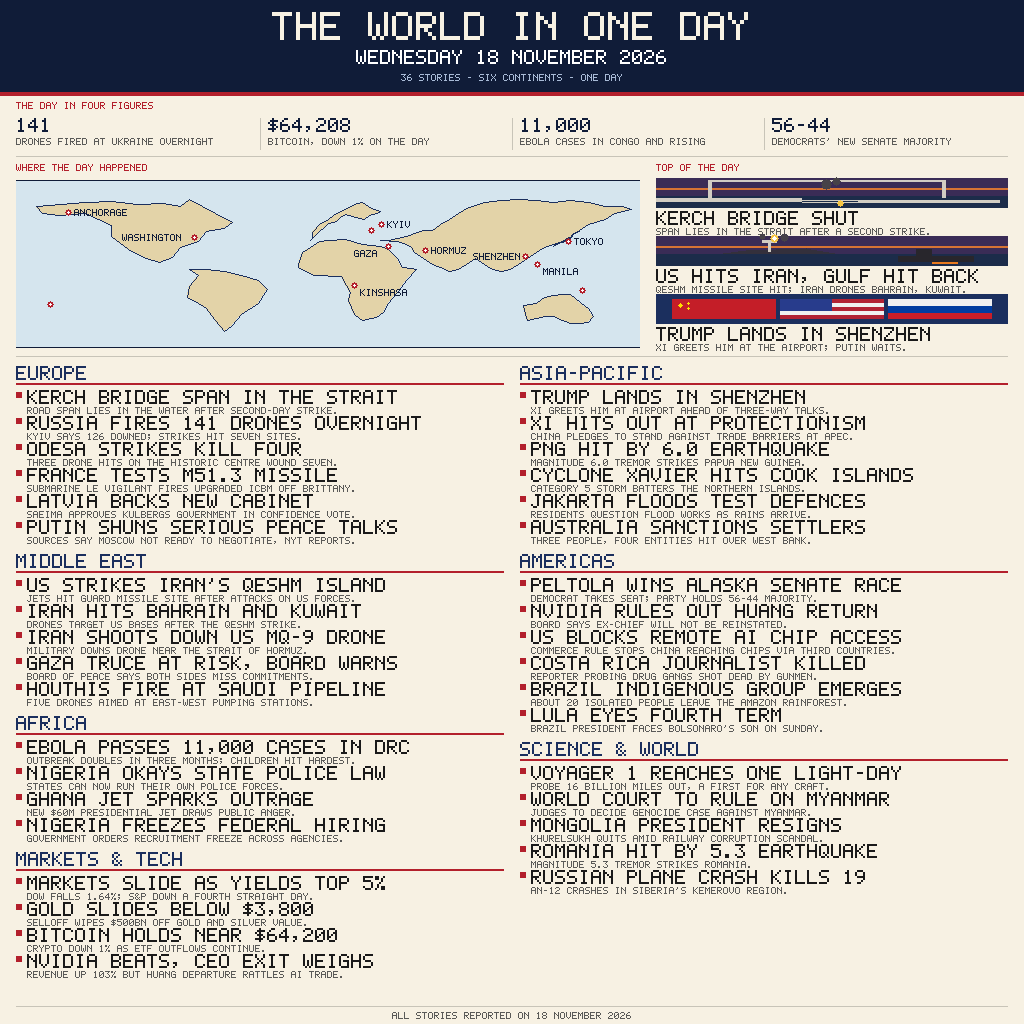 THE WORLD IN ONE DAY
WEDNESDAY 18 NOVEMBER 2026
36 STORIES - SIX CONTINENTS - ONE DAY
THE DAY IN FOUR FIGURES
141
DRONES FIRED AT UKRAINE OVERNIGHT
$64,208
BITCOIN, DOWN 1% ON THE DAY
11,000
EBOLA CASES IN CONGO AND RISING
56-44
DEMOCRATS' NEW SENATE MAJORITY
WHERE THE DAY HAPPENED
ANCHORAGE
WASHINGTON
KYIV
GAZA
HORMUZ
SHENZHEN
TOKYO
MANILA
KINSHASA
TOP OF THE DAY
KERCH BRIDGE SHUT
SPAN LIES IN THE STRAIT AFTER A SECOND STRIKE.
US HITS IRAN, GULF HIT BACK
QESHM MISSILE SITE HIT; IRAN DRONES BAHRAIN, KUWAIT.
TRUMP LANDS IN SHENZHEN
XI GREETS HIM AT THE AIRPORT; PUTIN WAITS.
EUROPE
KERCH BRIDGE SPAN IN THE STRAIT
ROAD SPAN LIES IN THE WATER AFTER SECOND-DAY STRIKE.
RUSSIA FIRES 141 DRONES OVERNIGHT
KYIV SAYS 126 DOWNED; STRIKES HIT SEVEN SITES.
ODESA STRIKES KILL FOUR
THREE DRONE HITS ON THE HISTORIC CENTRE WOUND SEVEN.
FRANCE TESTS M51.3 MISSILE
SUBMARINE LE VIGILANT FIRES UPGRADED ICBM OFF BRITTANY.
LATVIA BACKS NEW CABINET
SAEIMA APPROVES KULBERGS GOVERNMENT IN CONFIDENCE VOTE.
PUTIN SHUNS SERIOUS PEACE TALKS
SOURCES SAY MOSCOW NOT READY TO NEGOTIATE, NYT REPORTS.
MIDDLE EAST
US STRIKES IRAN'S QESHM ISLAND
JETS HIT GUARD MISSILE SITE AFTER ATTACKS ON US FORCES.
IRAN HITS BAHRAIN AND KUWAIT
DRONES TARGET US BASES AFTER THE QESHM STRIKE.
IRAN SHOOTS DOWN US MQ-9 DRONE
MILITARY DOWNS DRONE NEAR THE STRAIT OF HORMUZ.
GAZA TRUCE AT RISK, BOARD WARNS
BOARD OF PEACE SAYS BOTH SIDES MISS COMMITMENTS.
HOUTHIS FIRE AT SAUDI PIPELINE
FIVE DRONES AIMED AT EAST-WEST PUMPING STATIONS.
AFRICA
EBOLA PASSES 11,000 CASES IN DRC
OUTBREAK DOUBLES IN THREE MONTHS; CHILDREN HIT HARDEST.
NIGERIA OKAYS STATE POLICE LAW
STATES CAN NOW RUN THEIR OWN POLICE FORCES.
GHANA JET SPARKS OUTRAGE
NEW $60M PRESIDENTIAL JET DRAWS PUBLIC ANGER.
NIGERIA FREEZES FEDERAL HIRING
GOVERNMENT ORDERS RECRUITMENT FREEZE ACROSS AGENCIES.
MARKETS & TECH
MARKETS SLIDE AS YIELDS TOP 5%
DOW FALLS 1.64%; S&P DOWN A FOURTH STRAIGHT DAY.
GOLD SLIDES BELOW $3,800
SELLOFF WIPES $500BN OFF GOLD AND SILVER VALUE.
BITCOIN HOLDS NEAR $64,200
CRYPTO DOWN 1% AS ETF OUTFLOWS CONTINUE.
NVIDIA BEATS, CEO EXIT WEIGHS
REVENUE UP 103% BUT HUANG DEPARTURE RATTLES AI TRADE.
ASIA-PACIFIC
TRUMP LANDS IN SHENZHEN
XI GREETS HIM AT AIRPORT AHEAD OF THREE-WAY TALKS.
XI HITS OUT AT PROTECTIONISM
CHINA PLEDGES TO STAND AGAINST TRADE BARRIERS AT APEC.
PNG HIT BY 6.0 EARTHQUAKE
MAGNITUDE 6.0 TREMOR STRIKES PAPUA NEW GUINEA.
CYCLONE XAVIER HITS COOK ISLANDS
CATEGORY 5 STORM BATTERS THE NORTHERN ISLANDS.
JAKARTA FLOODS TEST DEFENCES
RESIDENTS QUESTION FLOOD WORKS AS RAINS ARRIVE.
AUSTRALIA SANCTIONS SETTLERS
THREE PEOPLE, FOUR ENTITIES HIT OVER WEST BANK.
AMERICAS
PELTOLA WINS ALASKA SENATE RACE
DEMOCRAT TAKES SEAT; PARTY HOLDS 56-44 MAJORITY.
NVIDIA RULES OUT HUANG RETURN
BOARD SAYS EX-CHIEF WILL NOT BE REINSTATED.
US BLOCKS REMOTE AI CHIP ACCESS
COMMERCE RULE STOPS CHINA REACHING CHIPS VIA THIRD COUNTRIES.
COSTA RICA JOURNALIST KILLED
REPORTER PROBING DRUG GANGS SHOT DEAD BY GUNMEN.
BRAZIL INDIGENOUS GROUP EMERGES
ABOUT 20 ISOLATED PEOPLE LEAVE THE AMAZON RAINFOREST.
LULA EYES FOURTH TERM
BRAZIL PRESIDENT FACES BOLSONARO'S SON ON SUNDAY.
SCIENCE & WORLD
VOYAGER 1 REACHES ONE LIGHT-DAY
PROBE 16 BILLION MILES OUT, A FIRST FOR ANY CRAFT.
WORLD COURT TO RULE ON MYANMAR
JUDGES TO DECIDE GENOCIDE CASE AGAINST MYANMAR.
MONGOLIA PRESIDENT RESIGNS
KHURELSUKH QUITS AMID RAILWAY CORRUPTION SCANDAL.
ROMANIA HIT BY 5.3 EARTHQUAKE
MAGNITUDE 5.3 TREMOR STRIKES ROMANIA.
RUSSIAN PLANE CRASH KILLS 19
AN-12 CRASHES IN SIBERIA'S KEMEROVO REGION.
ALL STORIES REPORTED ON 18 NOVEMBER 2026